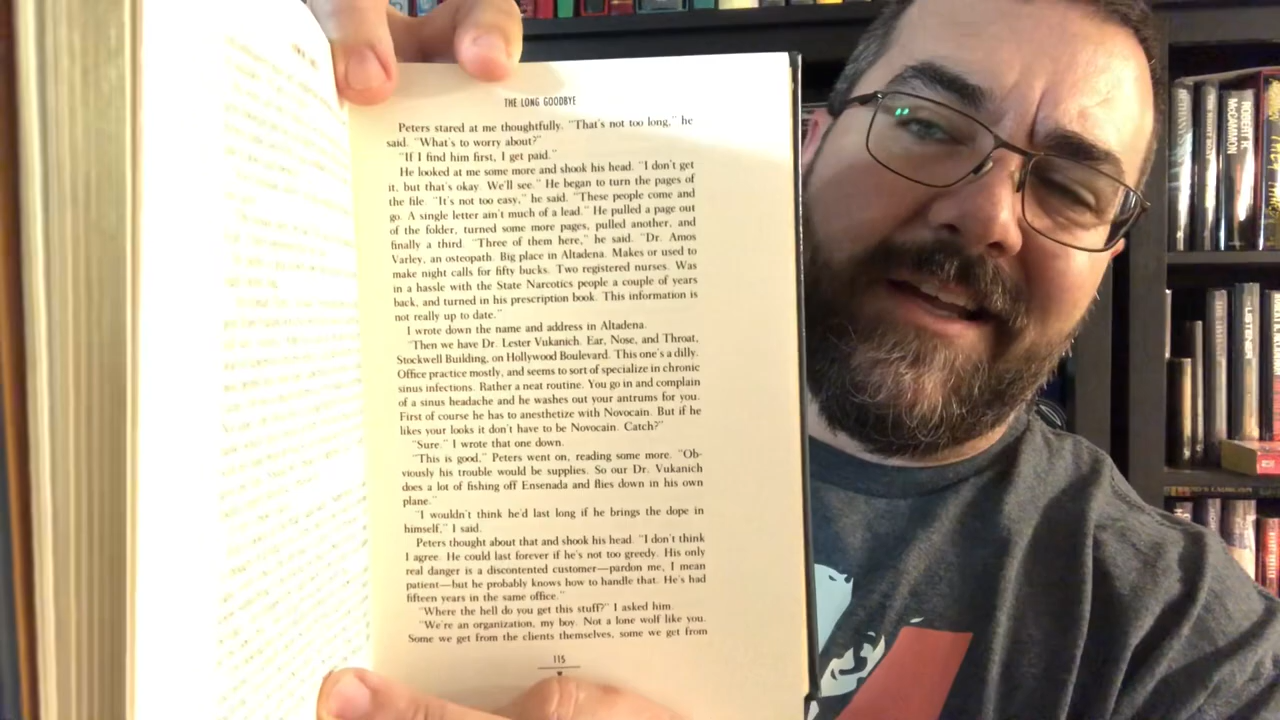 THE LONG GOODBYE
Peters stared at me thoughtfully. "That's not too long," he
said. "What's to worry about?"
"If I find him first, I get paid."
He looked at me some more and shook his head. "I don't get
it, but that's okay. We'll see." He began to turn the pages of
the file. "It's not too easy," he said. "These people come and
go. A single letter ain't much of a lead." He pulled a page out
of the folder, turned some more pages, pulled another, and
finally a third. "Three of them here," he said. "Dr. Amos
Varley, an osteopath. Big place in Altadena. Makes or used to
make night calls for fifty bucks. Two registered nurses. Was
in a hassle with the State Narcotics people a couple of years
back, and turned in his prescription book. This information is
not really up to date."
I wrote down the name and address in Altadena.
"Then we have Dr. Lester Vukanich. Ear, Nose, and Throat,
Stockwell Building, on Hollywood Boulevard. This one's a dilly.
Office practice mostly, and seems to sort of specialize in chronic
sinus infections. Rather a neat routine. You go in and complain
of a sinus headache and he washes out your antrums for you.
First of course he has to anesthetize with Novocain. But if he
likes your looks it don't have to be Novocain. Catch?"
"Sure." I wrote that one down.
"This is good," Peters went on, reading some more. "Ob-
viously his trouble would be supplies. So our Dr. Vukanich
does a lot of fishing off Ensenada and flies down in his own
plane."
"I wouldn't think he'd last long if he brings the dope in
himself," I said.
Peters thought about that and shook his head. "I don't think
I agree. He could last forever if he's not too greedy. His only
real danger is a discontented customer—pardon me, I mean
patient—but he probably knows how to handle that. He's had
fifteen years in the same office."
"Where the hell do you get this stuff?" I asked him.
"We're an organization, my boy. Not a lone wolf like you.
Some we get from the clients themselves, some we get from
115
ROBERT R.
McCAMMON